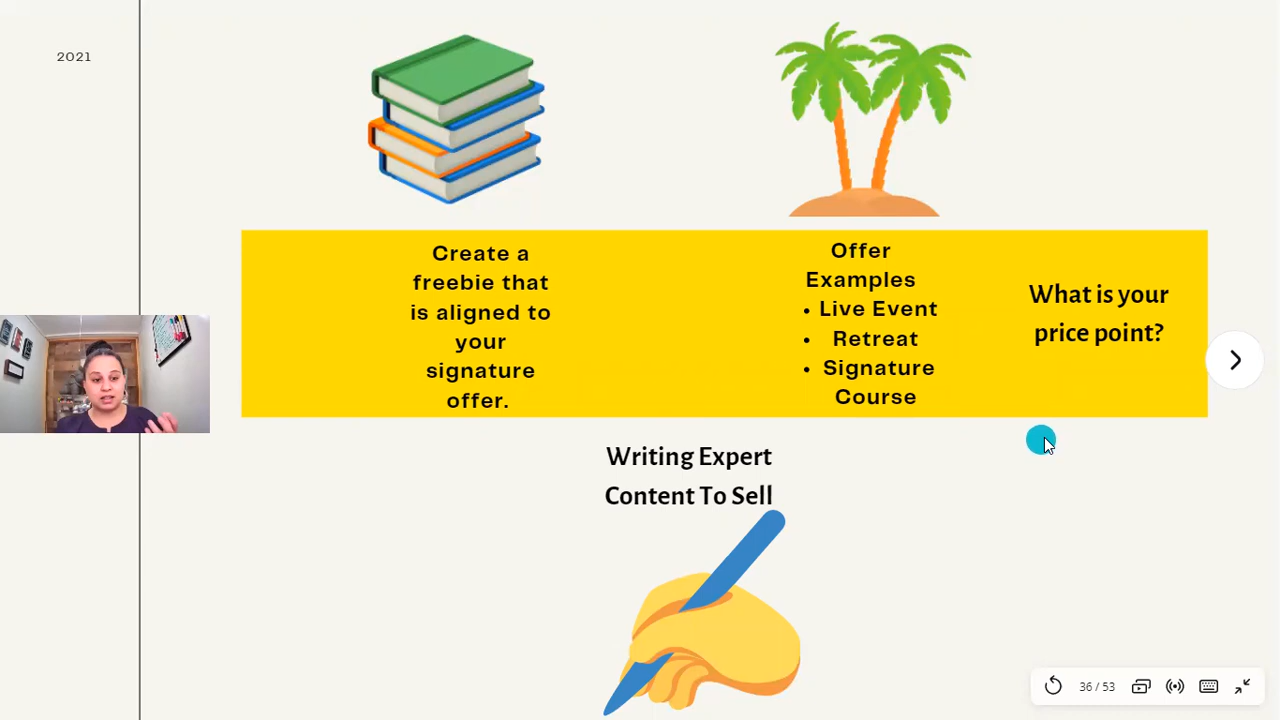 2021
Create a
freebie that
is aligned to
your
signature
offer.
Offer
Examples
• Live Event
• Retreat
• Signature
Course
What is your
price point?
Writing Expert
Content To Sell
36 / 53